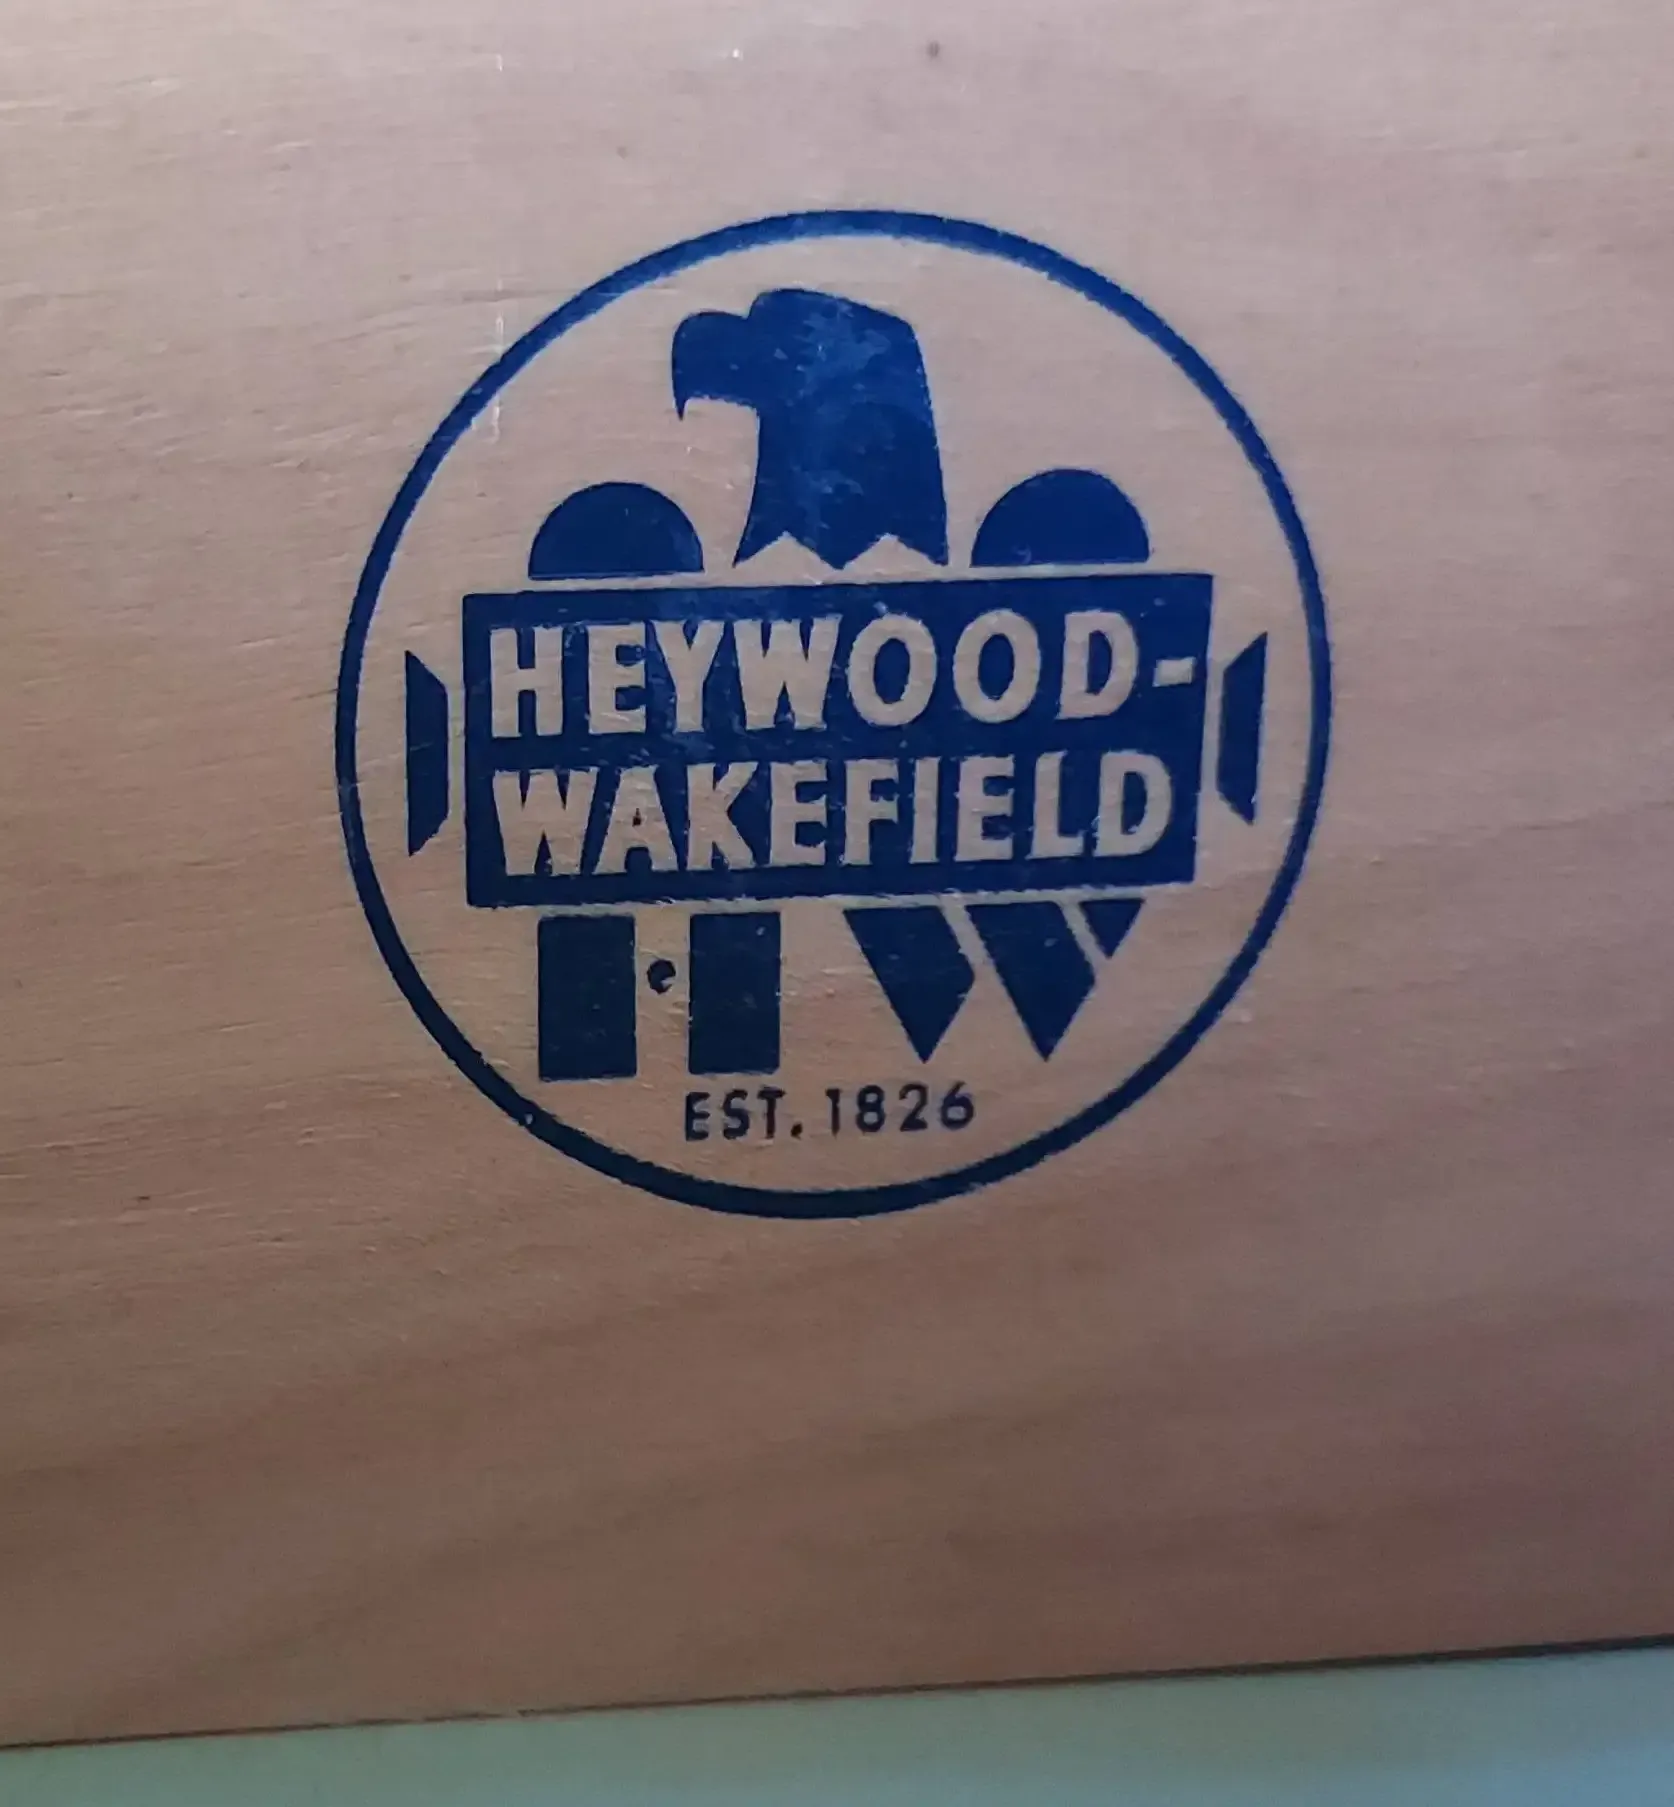 HEYWOOD-
WAKEFIELD
H W
EST. 1826